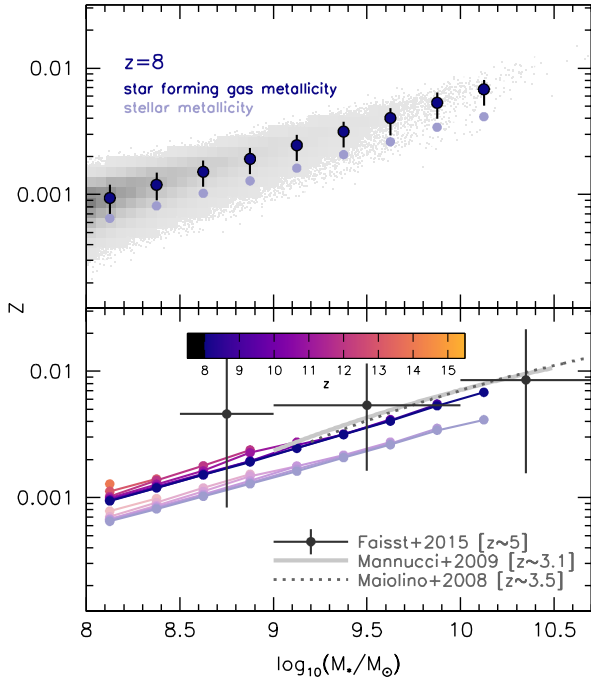 z=8
star forming gas metallicity
stellar metallicity
0.01
0.001
Z
8 9 10 11 12 13 14 15
z
0.01
0.001
Faisst+2015 [z~5]
Mannucci+2009 [z~3.1]
Maiolino+2008 [z~3.5]
8 8.5 9 9.5 10 10.5
log₁₀(M*/M☉)